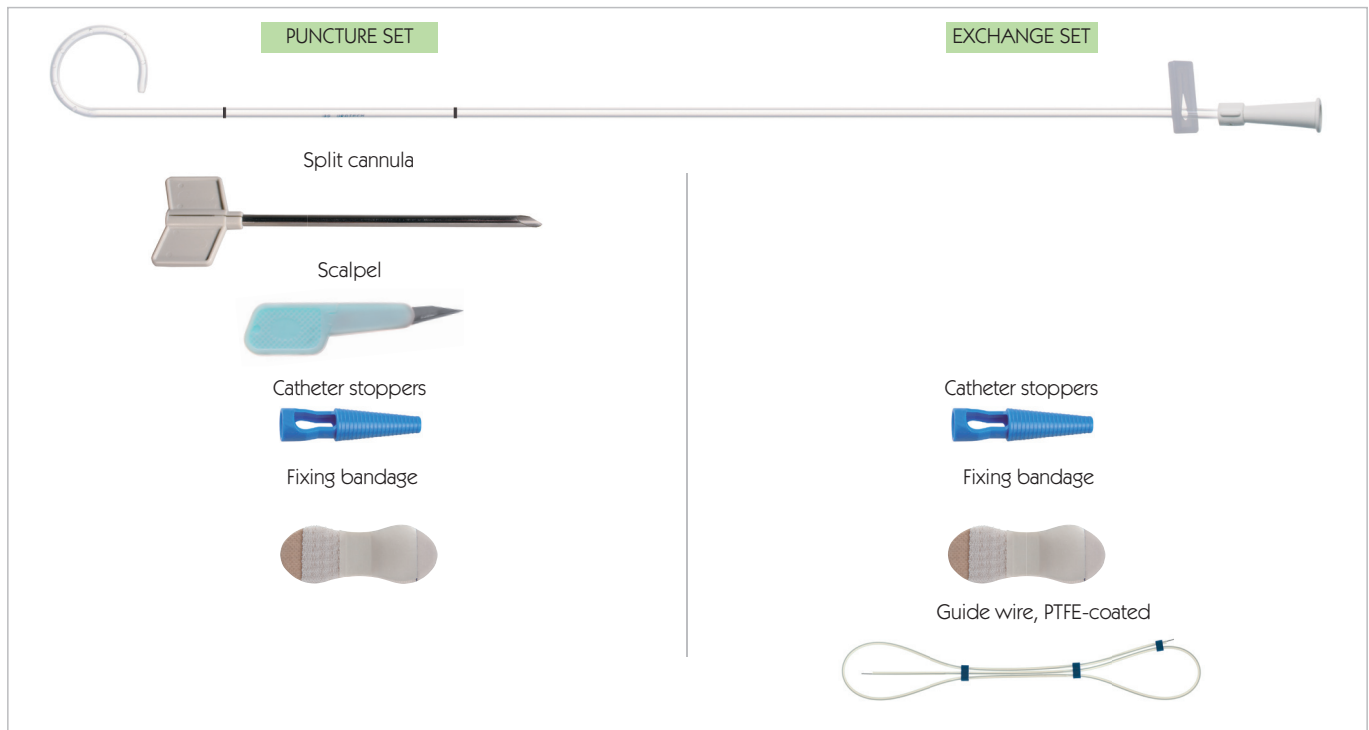 PUNCTURE SET
EXCHANGE SET
Split cannula
Scalpel
Catheter stoppers
Fixing bandage
Catheter stoppers
Fixing bandage
Guide wire, PTFE-coated